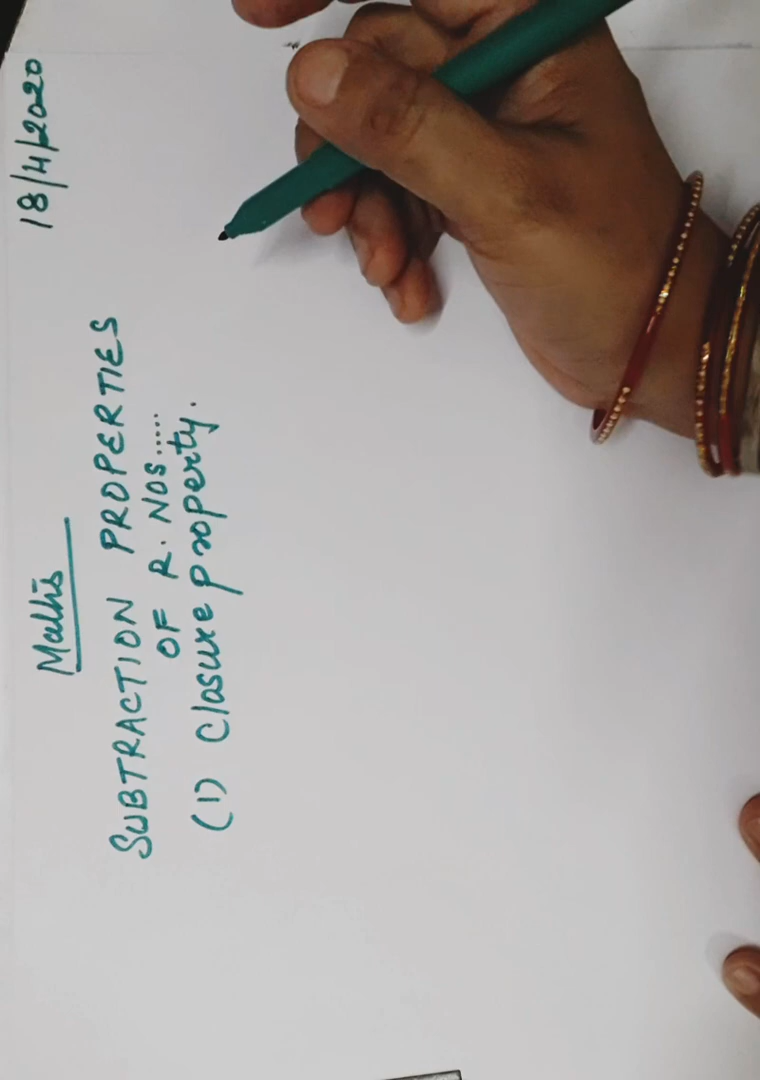 18/4/2020
Maths
SUBTRACTION PROPERTIES
OF R. NOS......
(1) Closure property.